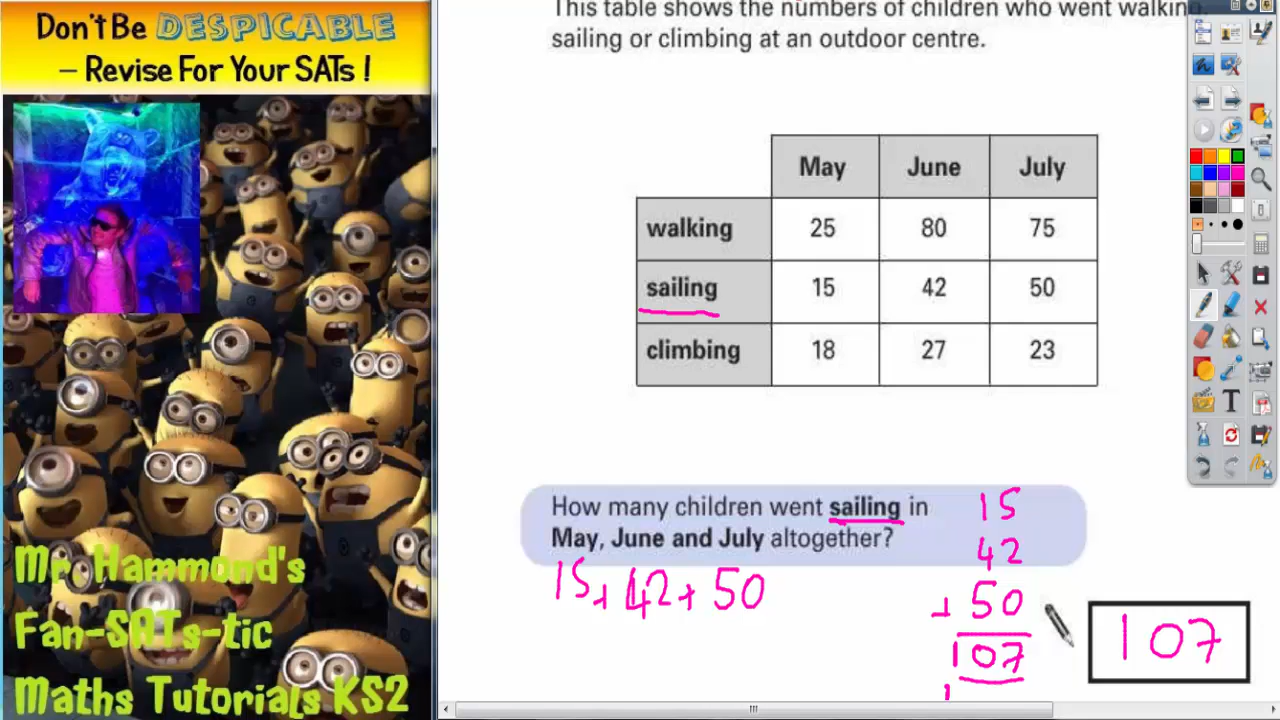 Don't Be DESPICABLE
– Revise For Your SATs !
Mr. Hammond's
Fan-SATs-tic
Maths Tutorials KS2
This table shows the numbers of children who went walking,
sailing or climbing at an outdoor centre.
May June July
walking 25 80 75
sailing 15 42 50
climbing 18 27 23
How many children went sailing in
May, June and July altogether?
15 + 42 + 50
15
42
+ 50
107
1
107
T